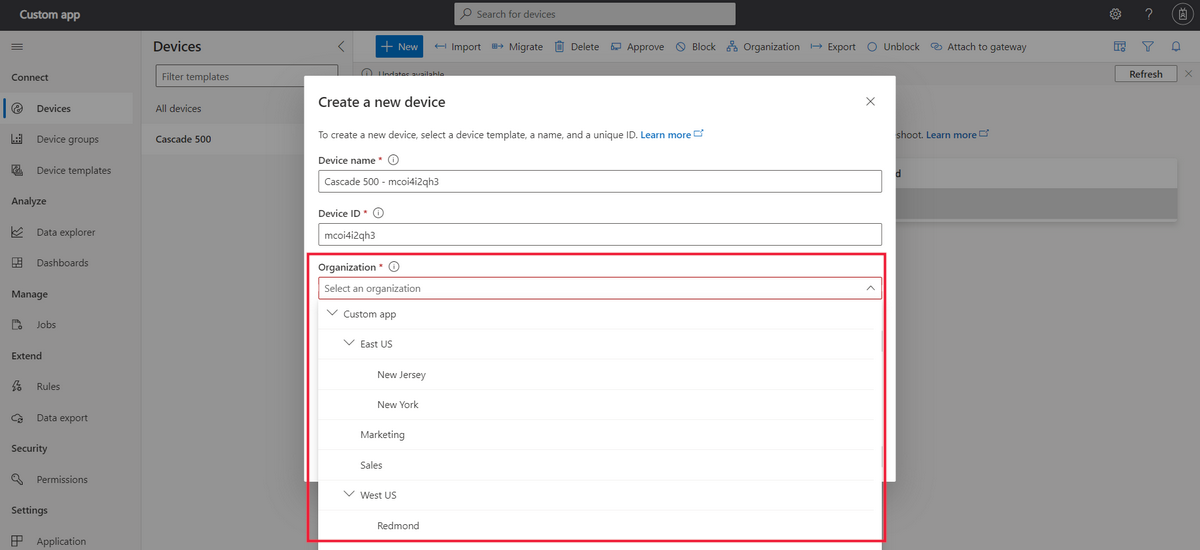 Custom app
Search for devices
?
Connect
Devices
Device groups
Device templates
Analyze
Data explorer
Dashboards
Manage
Jobs
Extend
Rules
Data export
Security
Permissions
Settings
Application
Devices
Filter templates
All devices
Cascade 500
New Import Migrate Delete Approve Block Organization Export Unblock Attach to gateway
Updates available
Refresh
shoot. Learn more
d
Create a new device
To create a new device, select a device template, a name, and a unique ID. Learn more
Device name *
Cascade 500 - mcoi4i2qh3
Device ID *
mcoi4i2qh3
Organization *
Select an organization
Custom app
East US
New Jersey
New York
Marketing
Sales
West US
Redmond